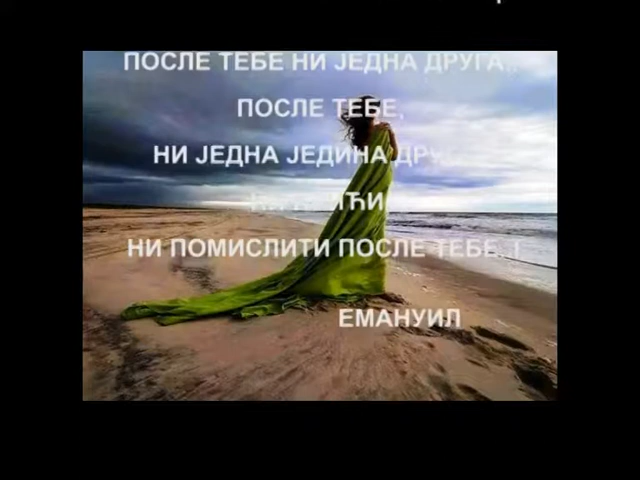 ПОСЛЕ ТЕБЕ НИ ЈЕДНА ДРУГА..
ПОСЛЕ ТЕБЕ,
НИ ЈЕДНА ЈЕДИНА
НИ ПОМИСЛИТИ ПОСЛЕ ТЕБЕ..!
ЕМАНУИЛ